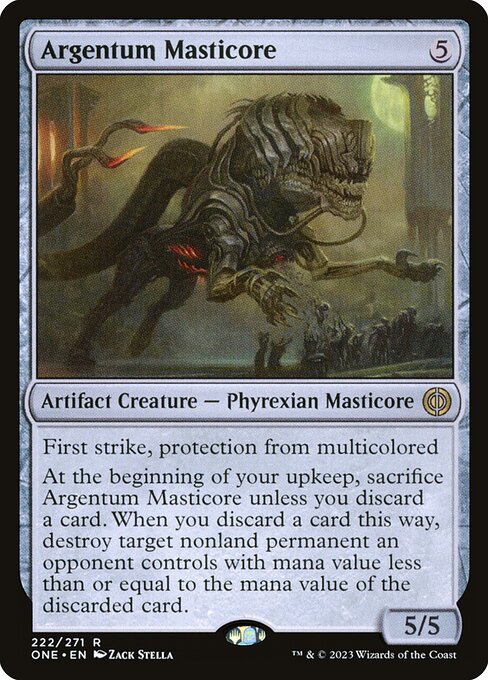 Argentum Masticore 5
Artifact Creature — Phyrexian Masticore
First strike, protection from multicolored
At the beginning of your upkeep, sacrifice
Argentum Masticore unless you discard
a card. When you discard a card this way,
destroy target nonland permanent an
opponent controls with mana value less
than or equal to the mana value of the
discarded card.
5/5
222/271 R
ONE • EN Zack Stella
™ & © 2023 Wizards of the Coast